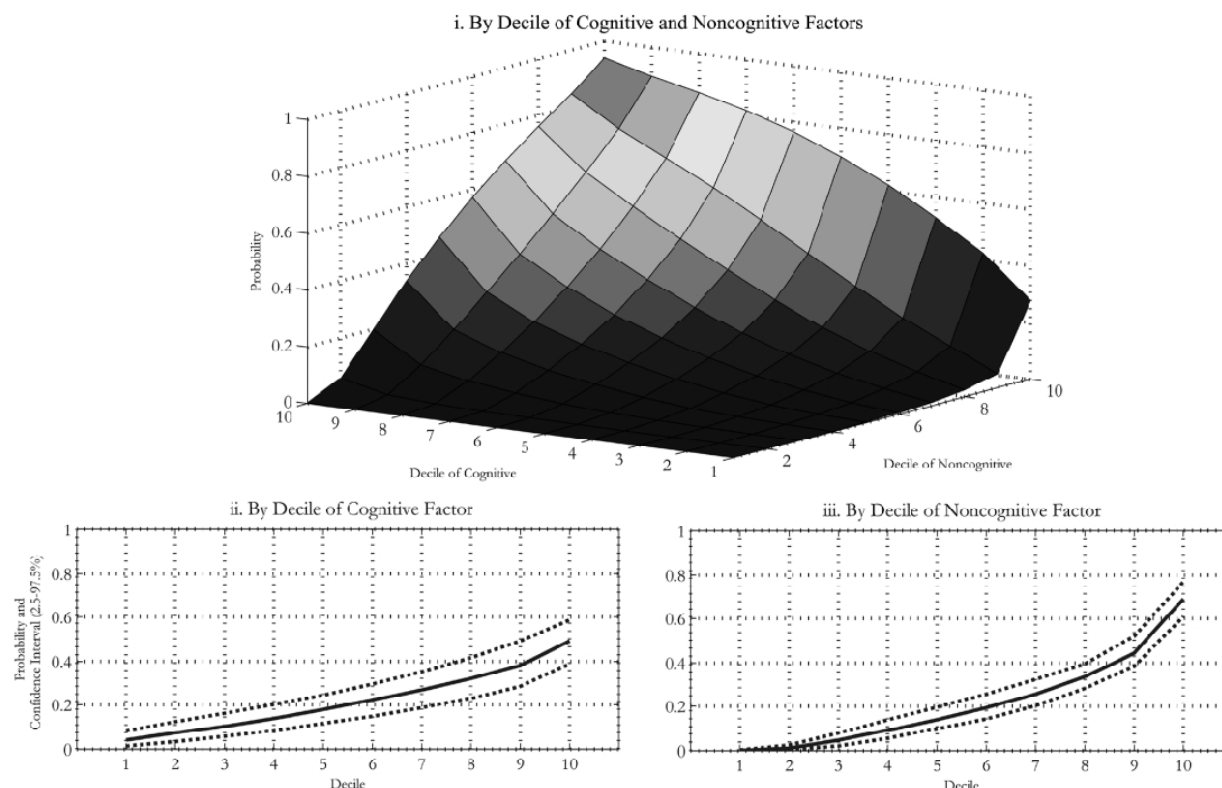 i. By Decile of Cognitive and Noncognitive Factors
1
0.8
0.6
0.4
0.2
0
Probability
10
9
8
7
6
5
4
3
2
1
Decile of Cognitive
2
4
6
8
10
Decile of Noncognitive
ii. By Decile of Cognitive Factor
Probability and
Confidence Interval (2.5-97.5%)
1
0.8
0.6
0.4
0.2
0
1 2 3 4 5 6 7 8 9 10
Decile
iii. By Decile of Noncognitive Factor
1
0.8
0.6
0.4
0.2
0
1 2 3 4 5 6 7 8 9 10
Decile